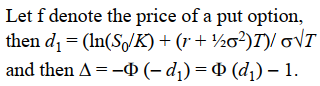 Let f denote the price of a put option,
then d₁ = (ln(S₀/K) + (r + ½σ²)T)/ σ√T
and then Δ = −Φ (− d₁) = Φ (d₁) − 1.